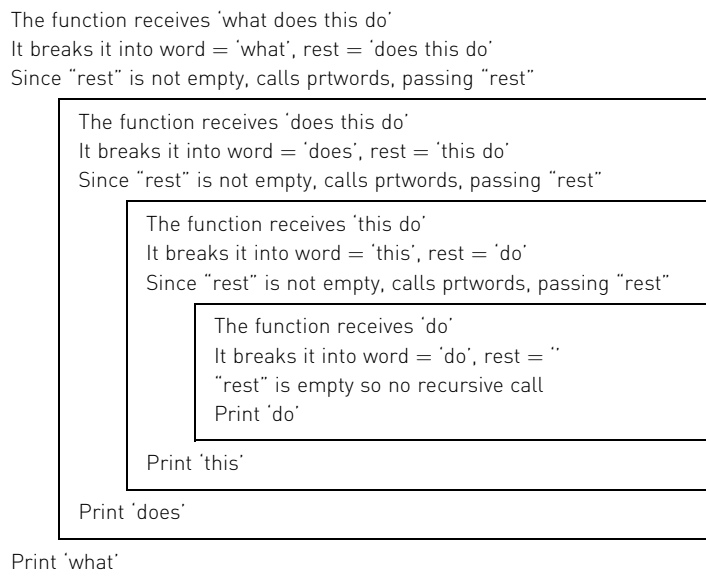 The function receives ‘what does this do’
It breaks it into word = ‘what’, rest = ‘does this do’
Since “rest” is not empty, calls prtwords, passing “rest”
The function receives ‘does this do’
It breaks it into word = ‘does’, rest = ‘this do’
Since “rest” is not empty, calls prtwords, passing “rest”
The function receives ‘this do’
It breaks it into word = ‘this’, rest = ‘do’
Since “rest” is not empty, calls prtwords, passing “rest”
The function receives ‘do’
It breaks it into word = ‘do’, rest = ‘’
“rest” is empty so no recursive call
Print ‘do’
Print ‘this’
Print ‘does’
Print ‘what’